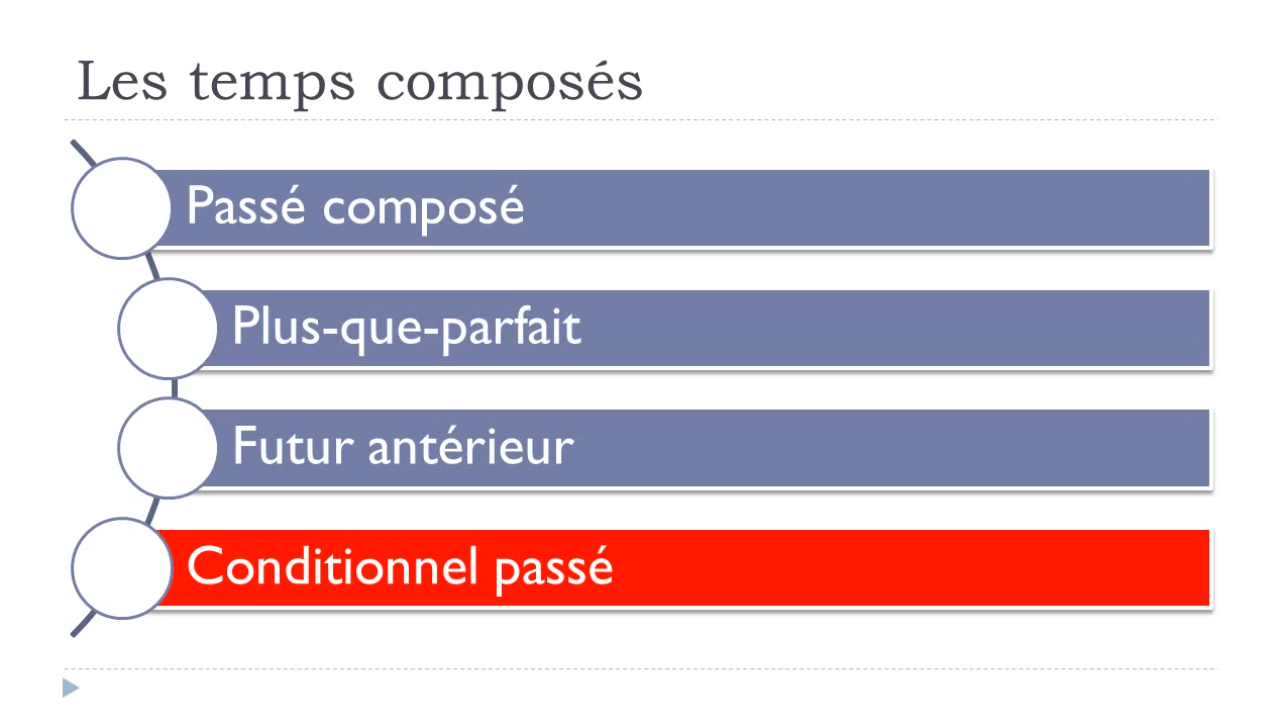 Les temps composés
Passé composé
Plus-que-parfait
Futur antérieur
Conditionnel passé